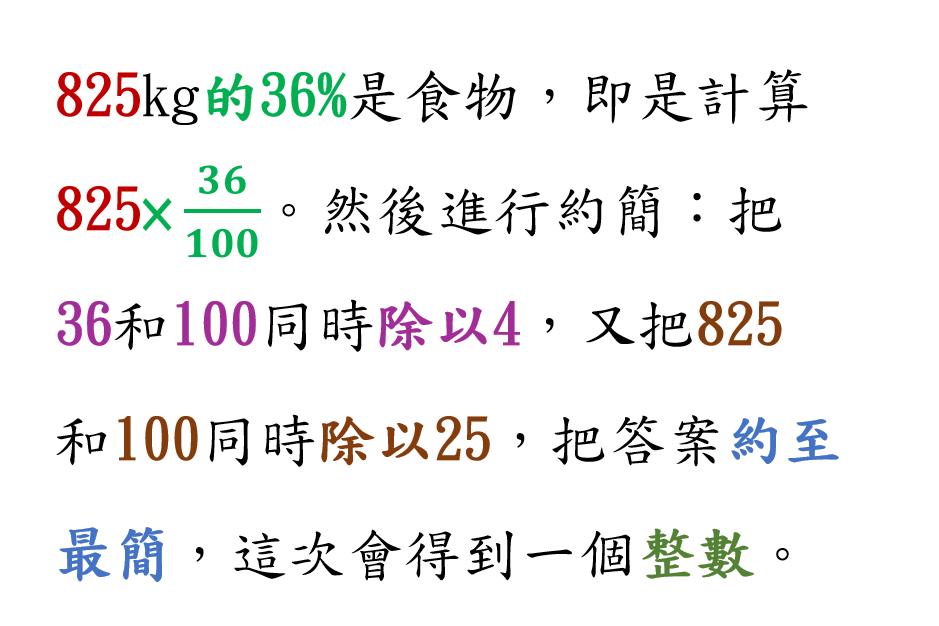 825kg的36%是食物，即是計算
825×36/100。然後進行約簡：把
36和100同時除以4，又把825
和100同時除以25，把答案約至
最簡，這次會得到一個整數。